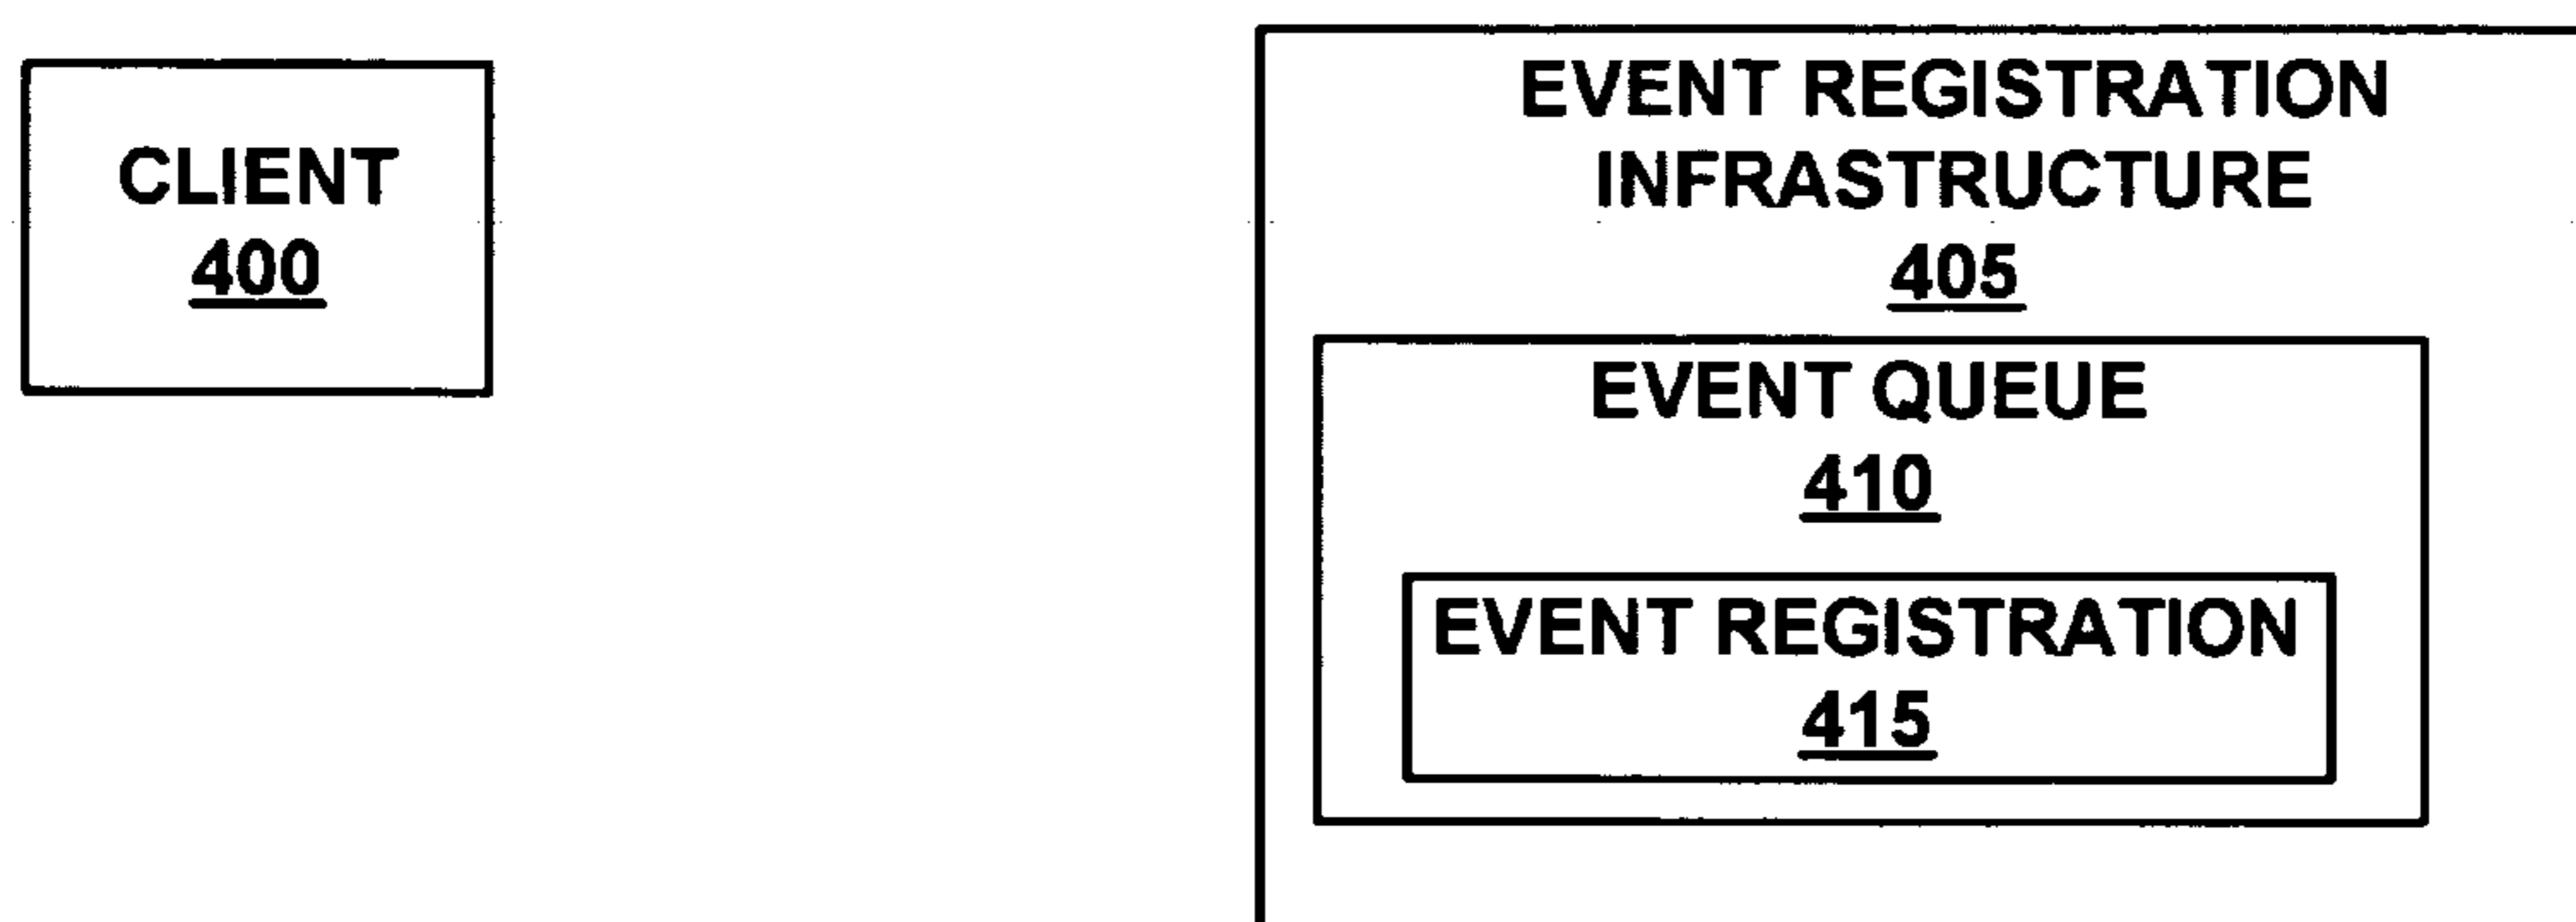 CLIENT
400
EVENT REGISTRATION
INFRASTRUCTURE
405
EVENT QUEUE
410
EVENT REGISTRATION
415